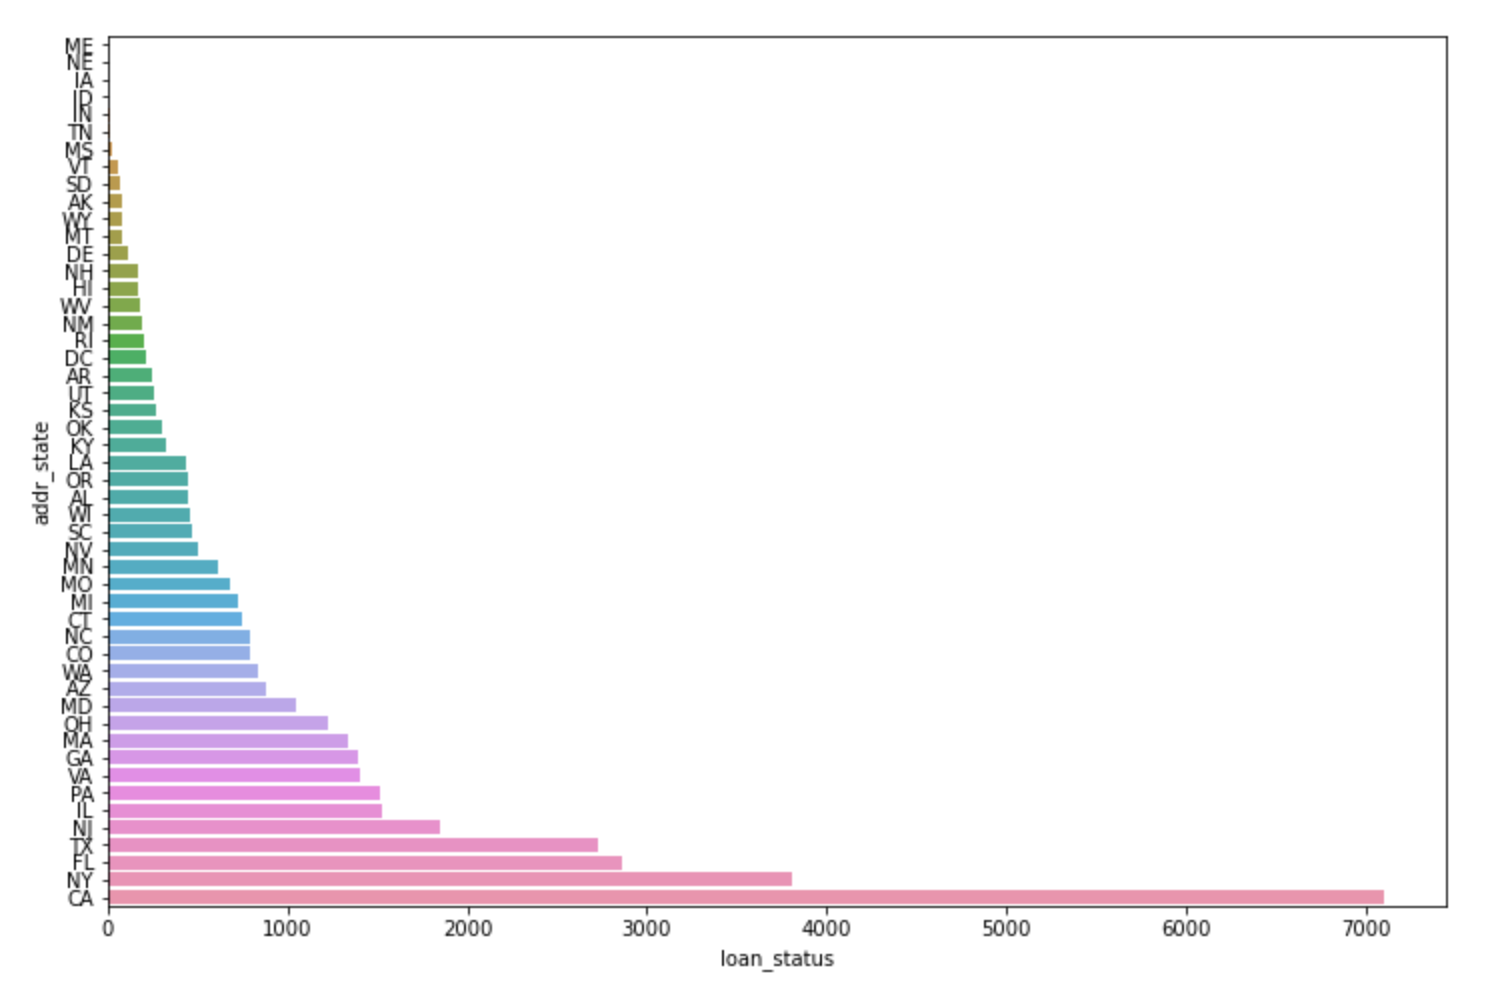 ME
NE
IA
ID
IN
TN
MS
VT
SD
AK
WY
MT
DE
NH
HI
WV
NM
RI
DC
AR
UT
KS
OK
KY
LA
OR
AL
WI
SC
NV
MN
MO
MI
CT
NC
CO
WA
AZ
MD
OH
MA
GA
VA
PA
IL
NJ
TX
FL
NY
CA
addr_state
0 1000 2000 3000 4000 5000 6000 7000
loan_status